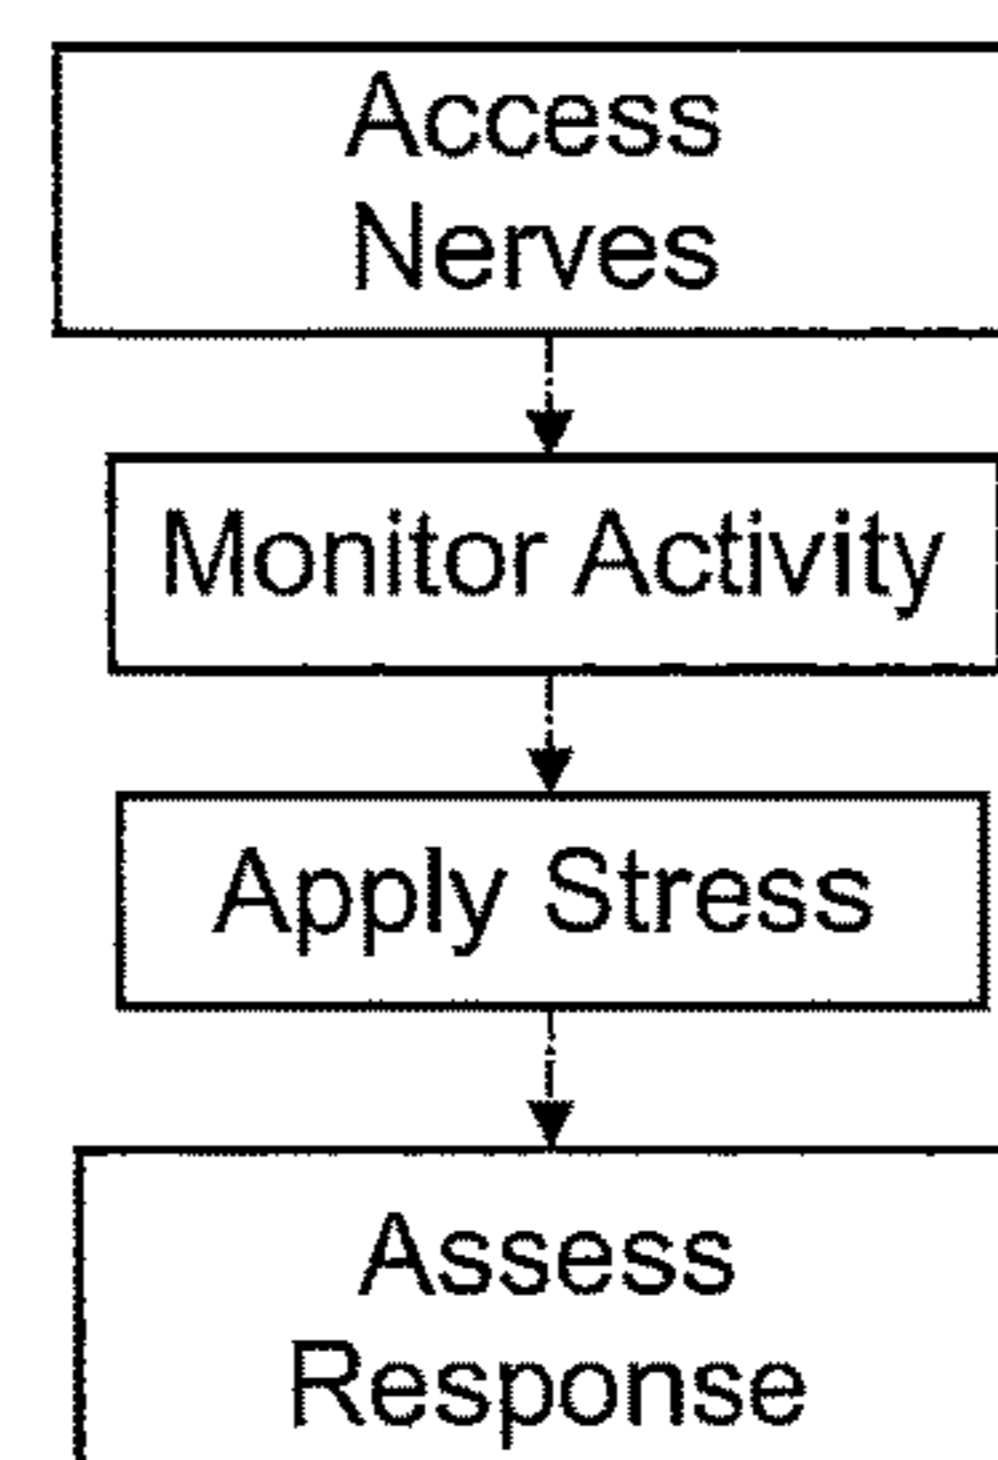 Access
Nerves
Monitor Activity
Apply Stress
Assess
Response